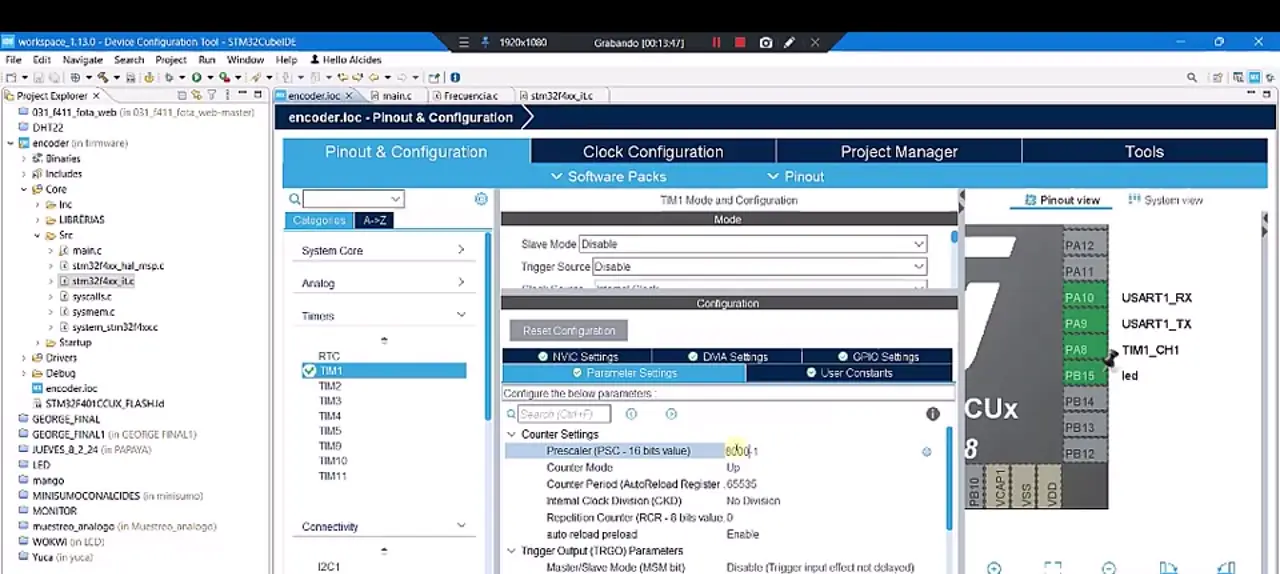 workspace_1.13.0 - Device Configuration Tool - STM32CubeIDE
1920x1080
Grabando [00:13:47]
File Edit Navigate Search Project Run Window Help Hello Alcides
Project Explorer
encoder.ioc
main.c
Frecuencia.c
stm32f4xx_it.c
031_f411_fota_web (in 031_f411_fota_web-master)
DHT22
encoder (in firmware)
Binaries
Includes
Core
Inc
LIBRERIAS
Src
main.c
stm32f4xx_hal_msp.c
stm32f4xx_it.c
syscalls.c
sysmem.c
system_stm32f4xx.c
Startup
Drivers
Debug
encoder.ioc
STM32F401CCUX_FLASH.ld
GEORGE_FINAL
GEORGE_FINAL1 (in GEORGE FINAL1)
JUEVES_8_2_24 (in PAPAYA)
LED
mango
MINISUMOCONALCIDES (in minisumo)
MONITOR
muestreo_analogo (in Muestreo_analogo)
WOKWI (in LCD)
Yuca (in yuca)
encoder.ioc - Pinout & Configuration
Pinout & Configuration
Clock Configuration
Project Manager
Tools
Software Packs
Pinout
Categories
A->Z
System Core
Analog
Timers
RTC
TIM1
TIM2
TIM3
TIM4
TIM5
TIM9
TIM10
TIM11
Connectivity
I2C1
TIM1 Mode and Configuration
Mode
Slave Mode Disable
Trigger Source Disable
Configuration
Reset Configuration
NVIC Settings
DMA Settings
GPIO Settings
Parameter Settings
User Constants
Configure the below parameters :
Search (Ctrl+F)
Counter Settings
Prescaler (PSC - 16 bits value)
Counter Mode Up
Counter Period (AutoReload Register . 65535
Internal Clock Division (CKD) No Division
Repetition Counter (RCR - 8 bits value. 0
auto reload preload Enable
Trigger Output (TRGO) Parameters
Master/Slave Mode (MSM bit) Disable (Trigger input effect not delayed)
Pinout view
System view
PA12
PA11
PA10 USART1_RX
PA9 USART1_TX
PA8 TIM1_CH1
PB15 led
PB14
PB13
PB12
CUx
8
PB10
VCAP1
VSS
VDD